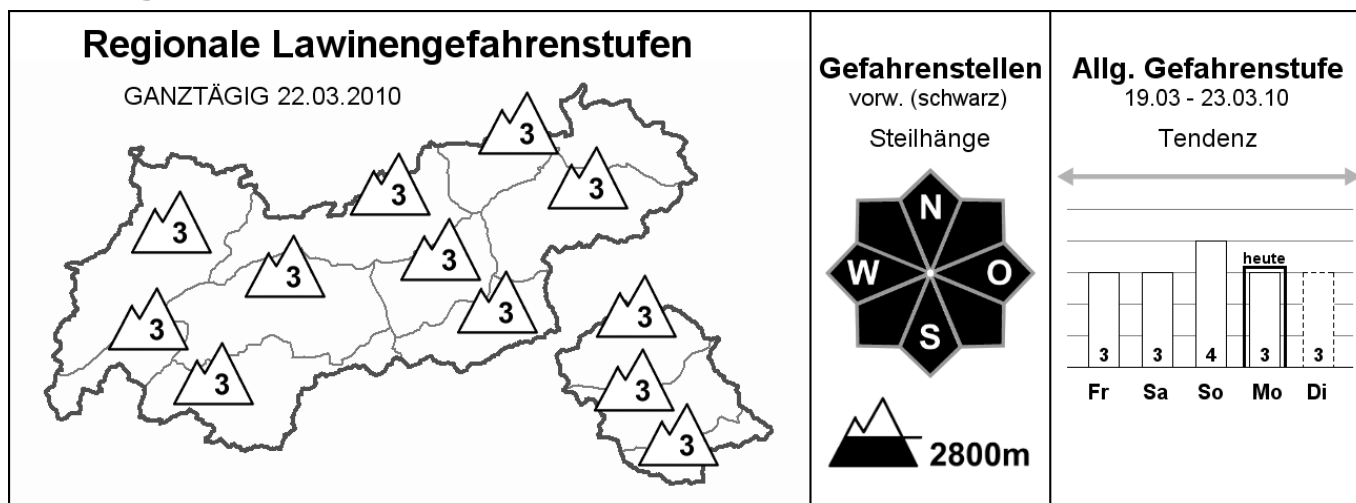 Regionale Lawinengefahrenstufen
GANZTÄGIG 22.03.2010
3
3
3
3
3
3
3
3
3
3
3
3
Gefahrenstellen
vorw. (schwarz)
Steilhänge
N
W O
S
2800m
Allg. Gefahrenstufe
19.03 - 23.03.10
Tendenz
heute
3 3 4 3 3
Fr Sa So Mo Di